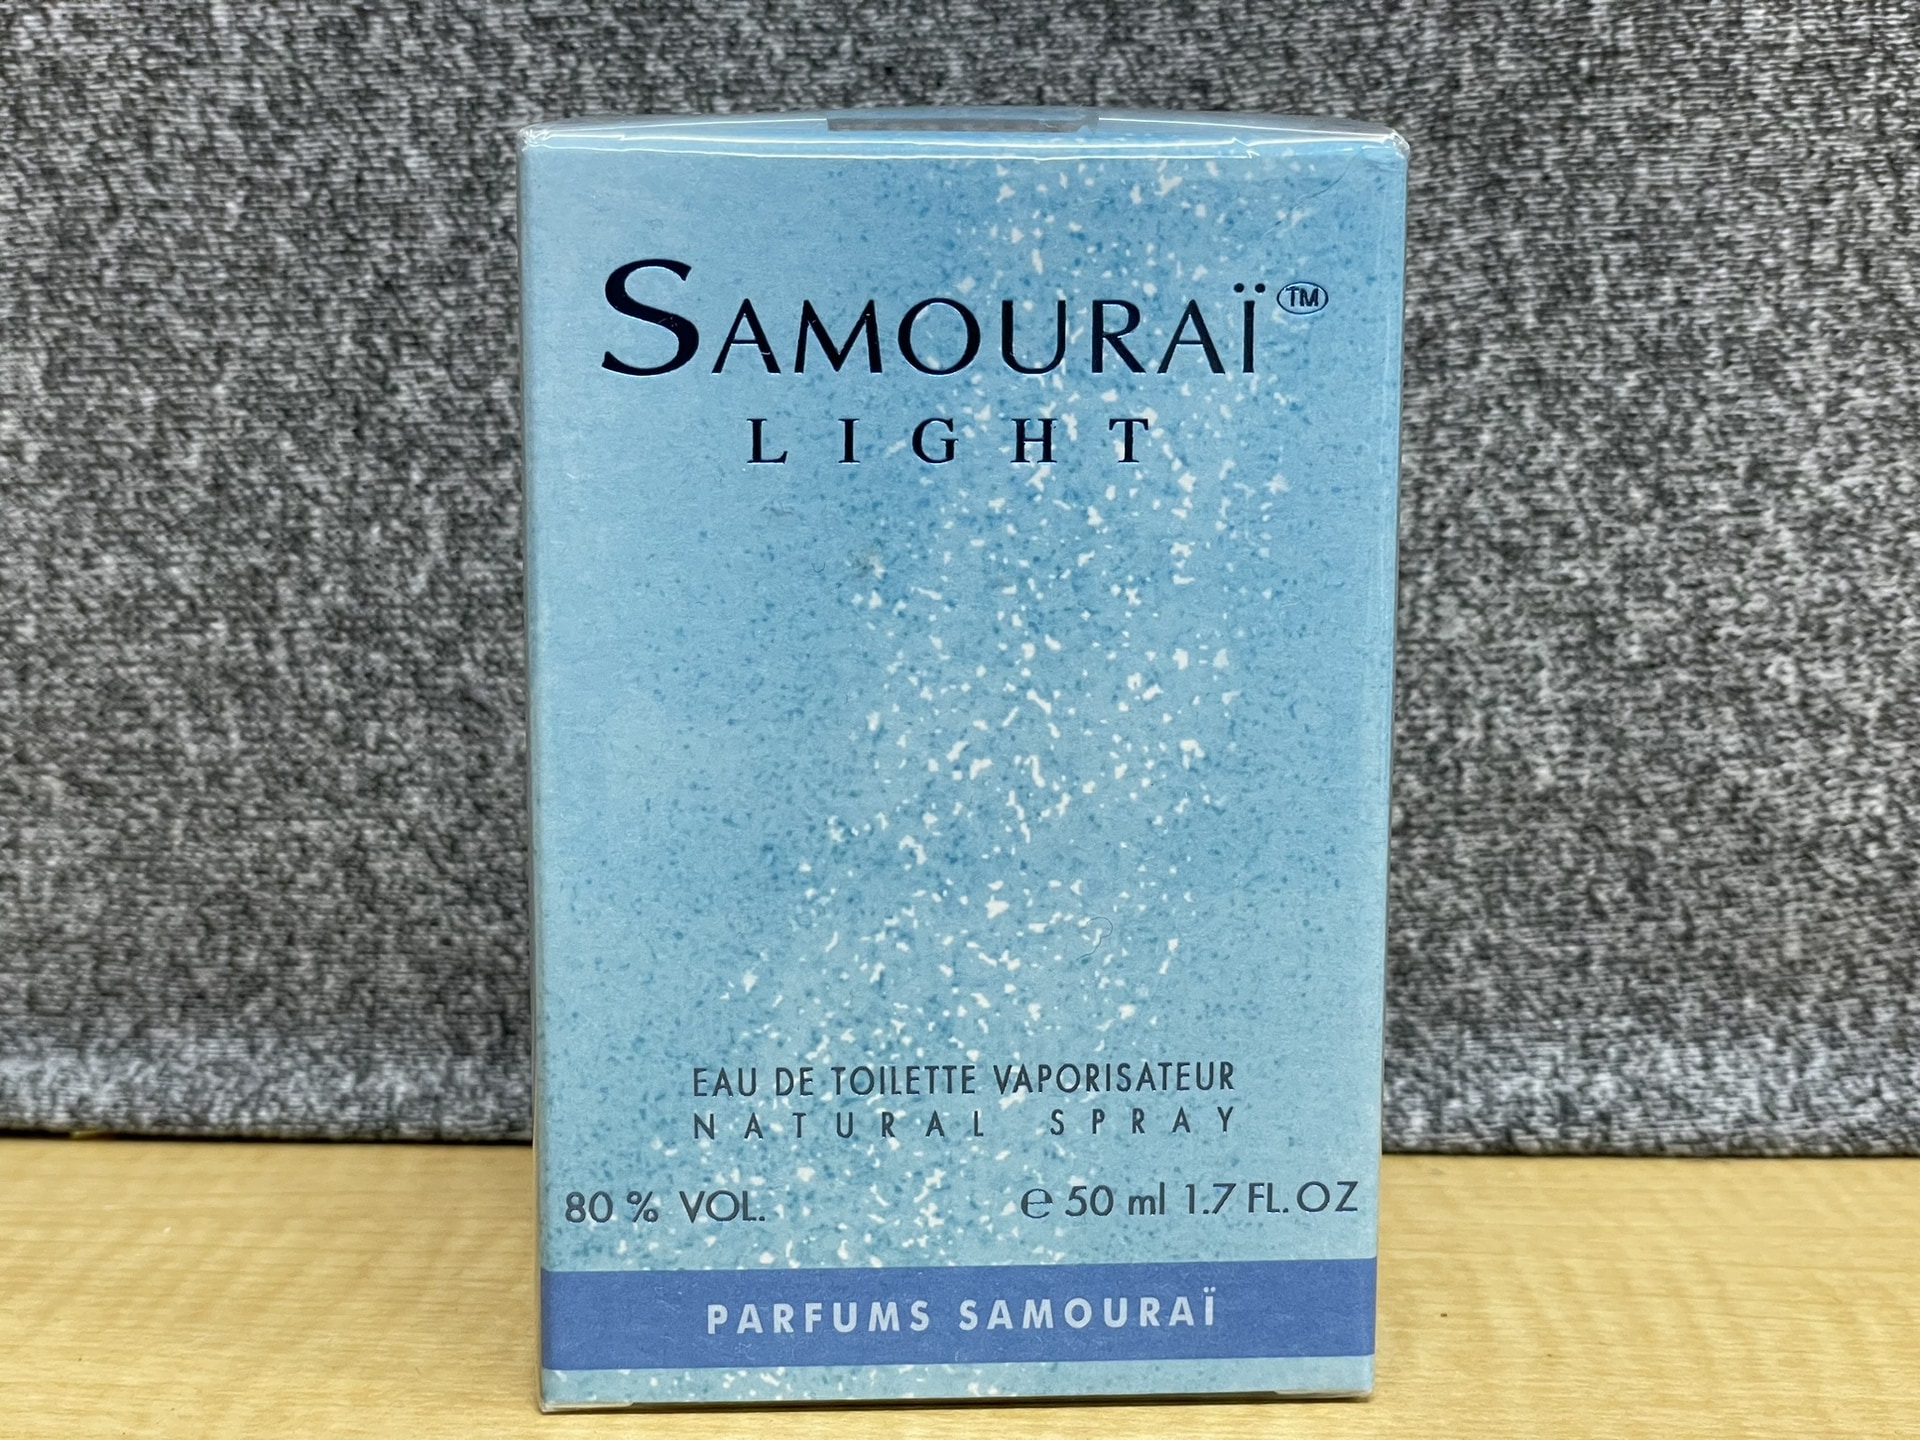 SAMOURAÏ™
LIGHT
EAU DE TOILETTE VAPORISATEUR
NATURAL SPRAY
80 % VOL.
℮ 50 ml 1.7 FL.OZ
PARFUMS SAMOURAÏ